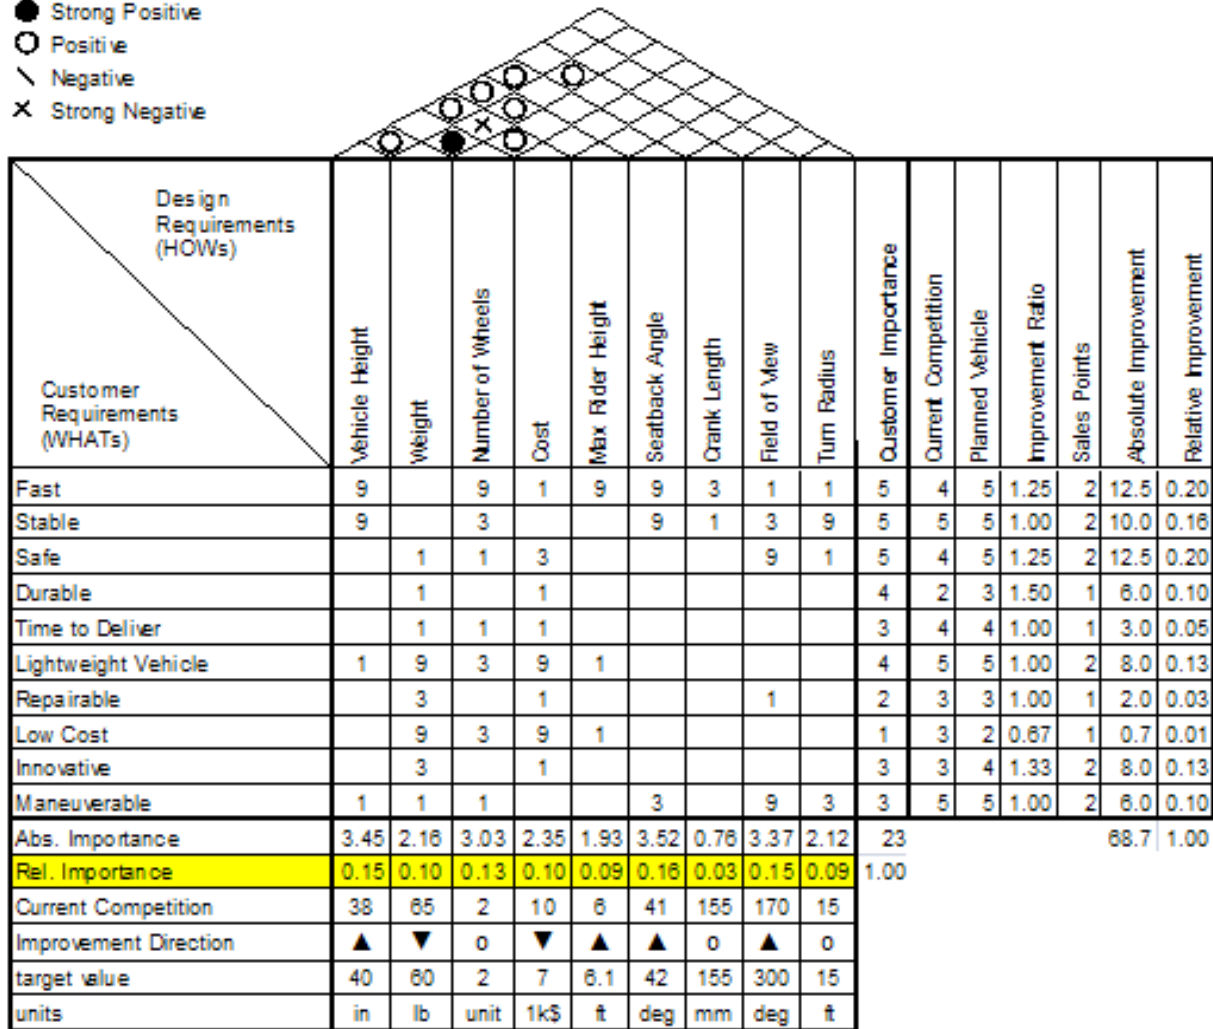 Strong Positive
Positive
Negative
Strong Negative
Design
Requirements
(HOWs)
Customer
Requirements
(WHATs)
Vehicle Height
Weight
Number of Wheels
Cost
Max Rider Height
Seatback Angle
Crank Length
Field of View
Turn Radius
Customer Importance
Current Competition
Planned Vehicle
Improvement Ratio
Sales Points
Absolute Improvement
Relative Improvement
Fast 9 9 1 9 9 3 1 1 5 4 5 1.25 2 12.5 0.20
Stable 9 3 9 1 3 9 5 5 5 1.00 2 10.0 0.16
Safe 1 1 3 9 1 5 4 5 1.25 2 12.5 0.20
Durable 1 1 4 2 3 1.50 1 6.0 0.10
Time to Deliver 1 1 1 3 4 4 1.00 1 3.0 0.05
Lightweight Vehicle 1 9 3 9 1 4 5 5 1.00 2 8.0 0.13
Repairable 3 1 1 2 3 3 1.00 1 2.0 0.03
Low Cost 9 3 9 1 1 3 2 0.67 1 0.7 0.01
Innovative 3 1 3 3 4 1.33 2 8.0 0.13
Maneuverable 1 1 1 3 9 3 3 5 5 1.00 2 6.0 0.10
Abs. Importance 3.45 2.16 3.03 2.35 1.93 3.52 0.76 3.37 2.12 23 68.7 1.00
Rel. Importance 0.15 0.10 0.13 0.10 0.09 0.16 0.03 0.15 0.09 1.00
Current Competition 38 65 2 10 6 41 155 170 15
Improvement Direction ▲ ▼ o ▼ ▲ ▲ o ▲ o
target value 40 60 2 7 6.1 42 155 300 15
units in lb unit 1k$ ft deg mm deg ft